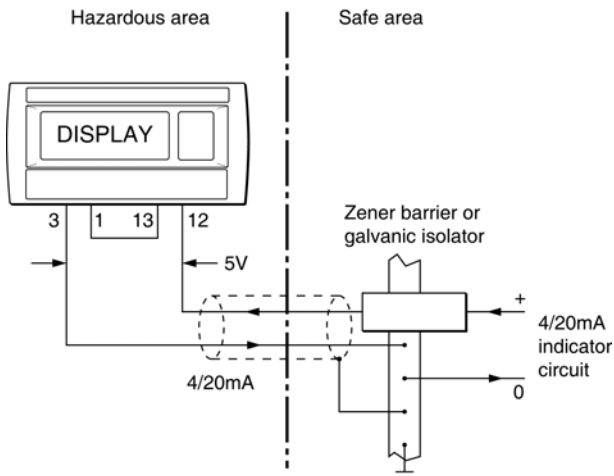 Hazardous area
Safe area
DISPLAY
3 1 13 12
Zener barrier or
galvanic isolator
5V
+
4/20mA
indicator
circuit
4/20mA
0